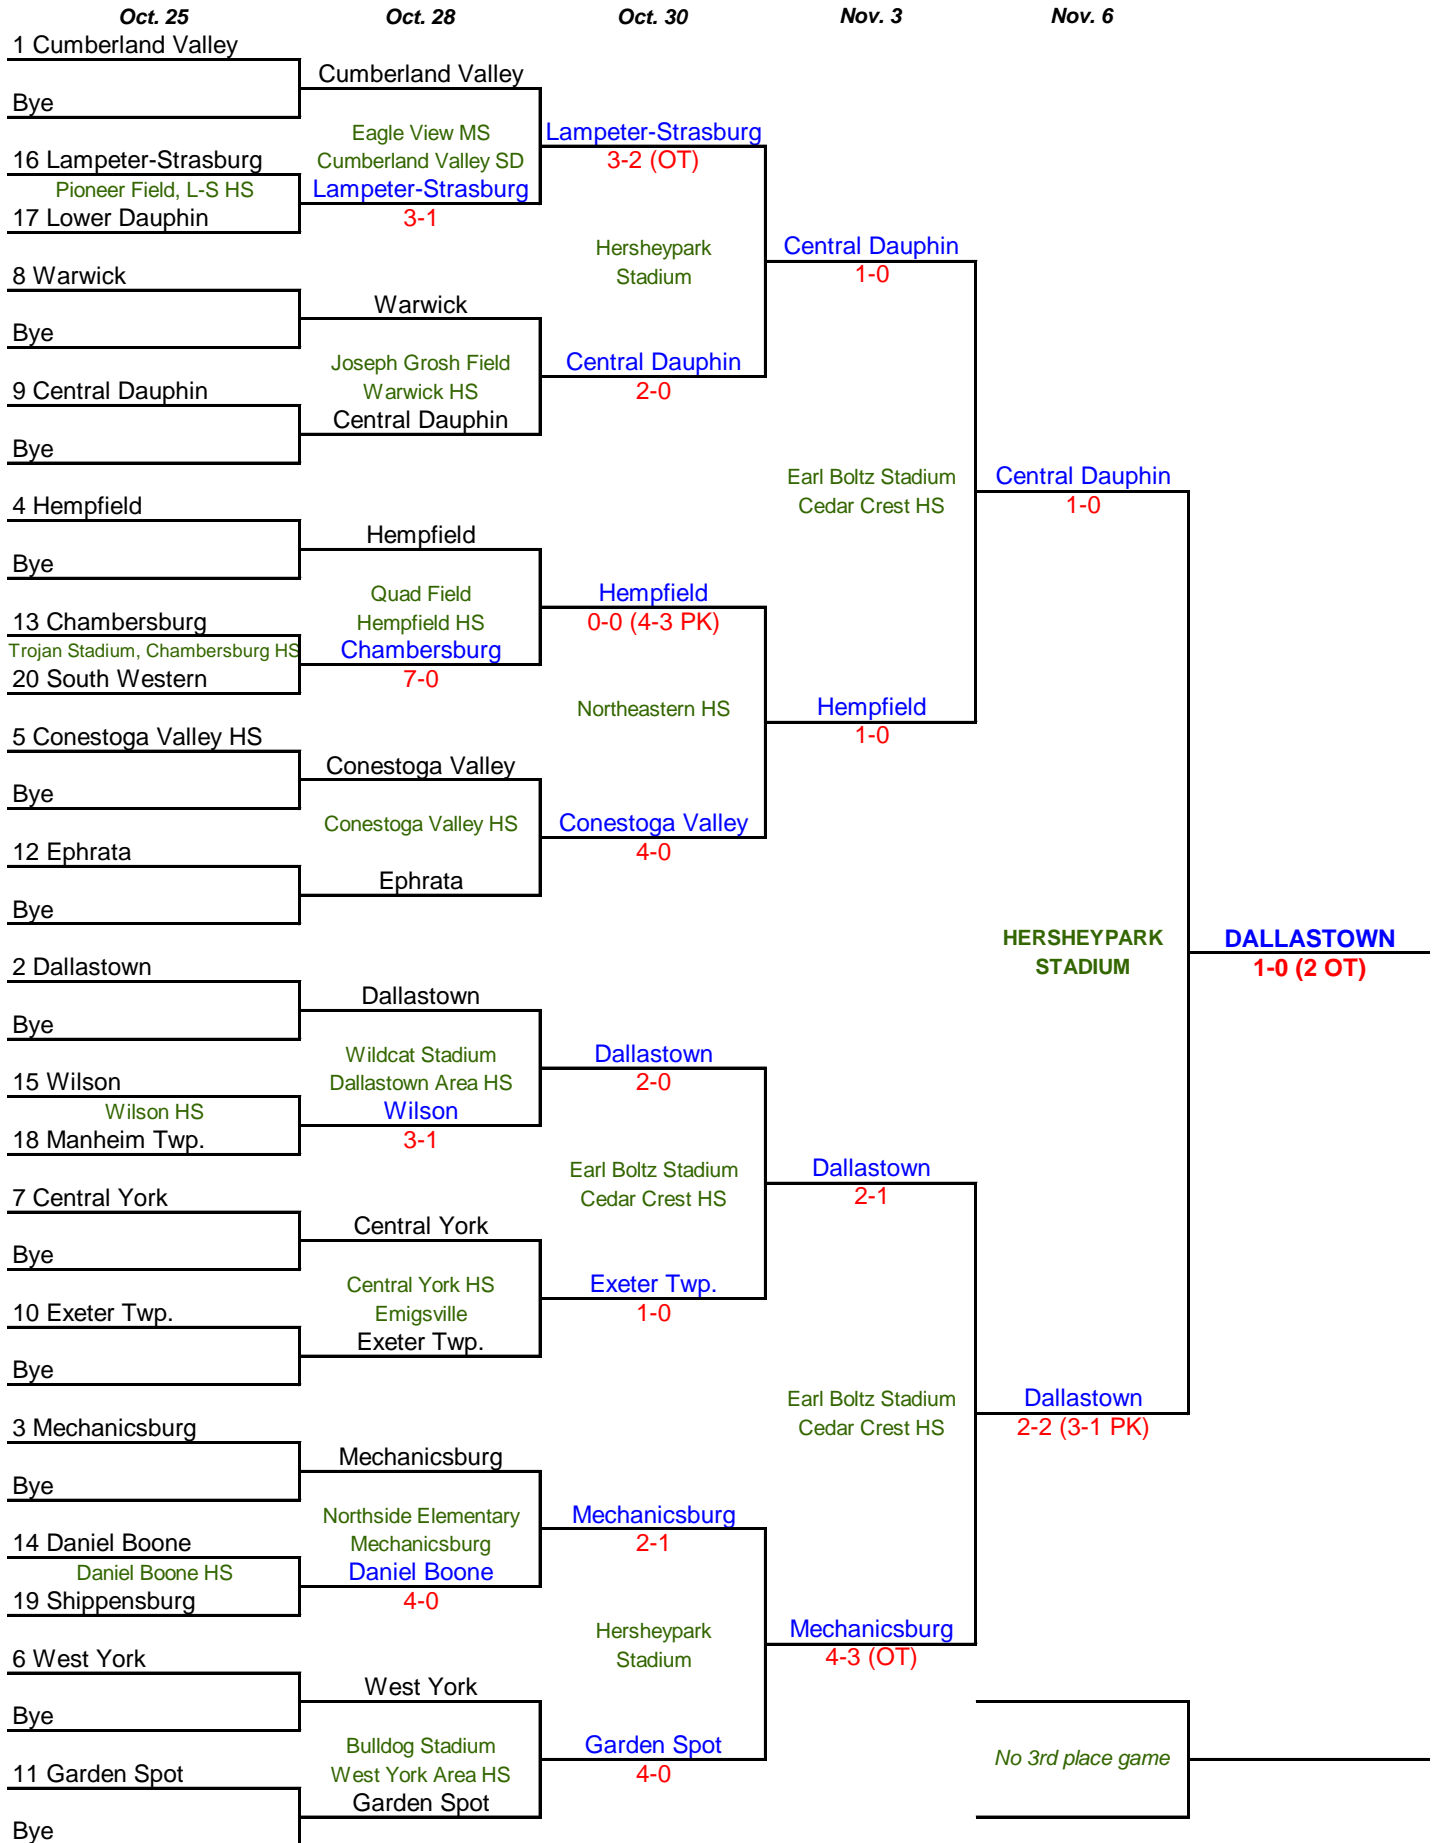 Oct. 25
Oct. 28
Oct. 30
Nov. 3
Nov. 6
1 Cumberland Valley
Bye
16 Lampeter-Strasburg
Pioneer Field, L-S HS
17 Lower Dauphin
8 Warwick
Bye
9 Central Dauphin
Bye
4 Hempfield
Bye
13 Chambersburg
Trojan Stadium, Chambersburg HS
20 South Western
5 Conestoga Valley HS
Bye
12 Ephrata
Bye
2 Dallastown
Bye
15 Wilson
Wilson HS
18 Manheim Twp.
7 Central York
Bye
10 Exeter Twp.
Bye
3 Mechanicsburg
Bye
14 Daniel Boone
Daniel Boone HS
19 Shippensburg
6 West York
Bye
11 Garden Spot
Bye
Cumberland Valley
Eagle View MS
Cumberland Valley SD
Lampeter-Strasburg
3-1
Warwick
Joseph Grosh Field
Warwick HS
Central Dauphin
Hempfield
Quad Field
Hempfield HS
Chambersburg
7-0
Conestoga Valley
Conestoga Valley HS
Ephrata
Dallastown
Wildcat Stadium
Dallastown Area HS
Wilson
3-1
Central York
Central York HS
Emigsville
Exeter Twp.
Mechanicsburg
Northside Elementary
Mechanicsburg
Daniel Boone
4-0
West York
Bulldog Stadium
West York Area HS
Garden Spot
Lampeter-Strasburg
3-2 (OT)
Hersheypark
Stadium
Central Dauphin
2-0
Hempfield
0-0 (4-3 PK)
Northeastern HS
Conestoga Valley
4-0
Dallastown
2-0
Earl Boltz Stadium
Cedar Crest HS
Exeter Twp.
1-0
Mechanicsburg
2-1
Hersheypark
Stadium
Garden Spot
4-0
Central Dauphin
1-0
Earl Boltz Stadium
Cedar Crest HS
Hempfield
1-0
Dallastown
2-1
Earl Boltz Stadium
Cedar Crest HS
Mechanicsburg
4-3 (OT)
Central Dauphin
1-0
HERSHEYPARK
STADIUM
Dallastown
2-2 (3-1 PK)
No 3rd place game
DALLASTOWN
1-0 (2 OT)